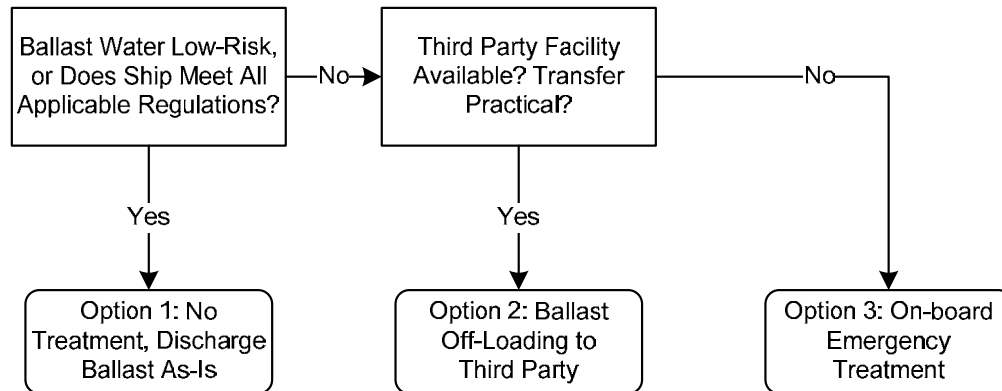 Ballast Water Low-Risk,
or Does Ship Meet All
Applicable Regulations?
No
Third Party Facility
Available? Transfer
Practical?
No
Yes
Yes
Option 1: No
Treatment, Discharge
Ballast As-Is
Option 2: Ballast
Off-Loading to
Third Party
Option 3: On-board
Emergency
Treatment